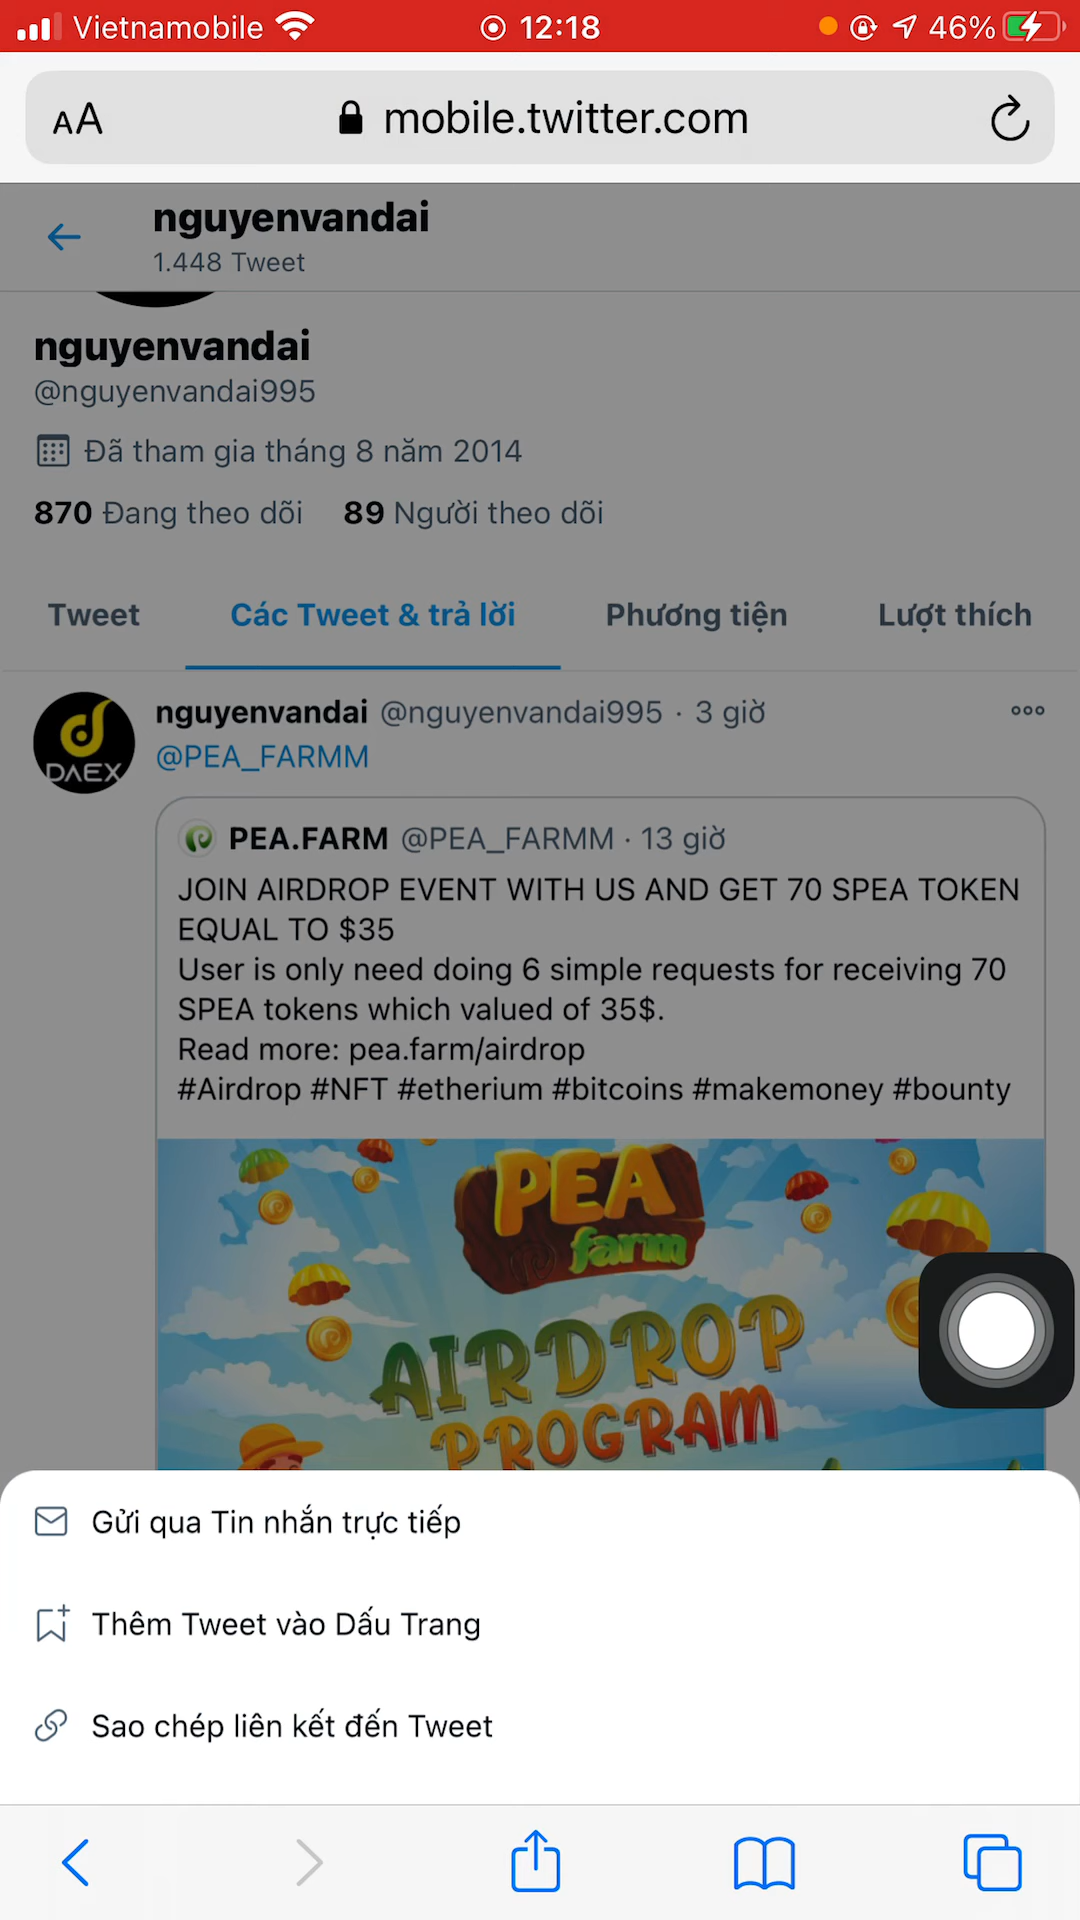 Vietnamobile 12:18 46%
AA mobile.twitter.com
nguyenvandai
1.448 Tweet
nguyenvandai
@nguyenvandai995
Đã tham gia tháng 8 năm 2014
870 Đang theo dõi 89 Người theo dõi
Tweet Các Tweet & trả lời Phương tiện Lượt thích
nguyenvandai @nguyenvandai995 · 3 giờ
@PEA_FARMM
DAEX
PEA.FARM @PEA_FARMM · 13 giờ
JOIN AIRDROP EVENT WITH US AND GET 70 SPEA TOKEN
EQUAL TO $35
User is only need doing 6 simple requests for receiving 70
SPEA tokens which valued of 35$.
Read more: pea.farm/airdrop
#Airdrop #NFT #etherium #bitcoins #makemoney #bounty
PEA
farm
AIRDROP
PROGRAM
Gửi qua Tin nhắn trực tiếp
Thêm Tweet vào Dấu Trang
Sao chép liên kết đến Tweet